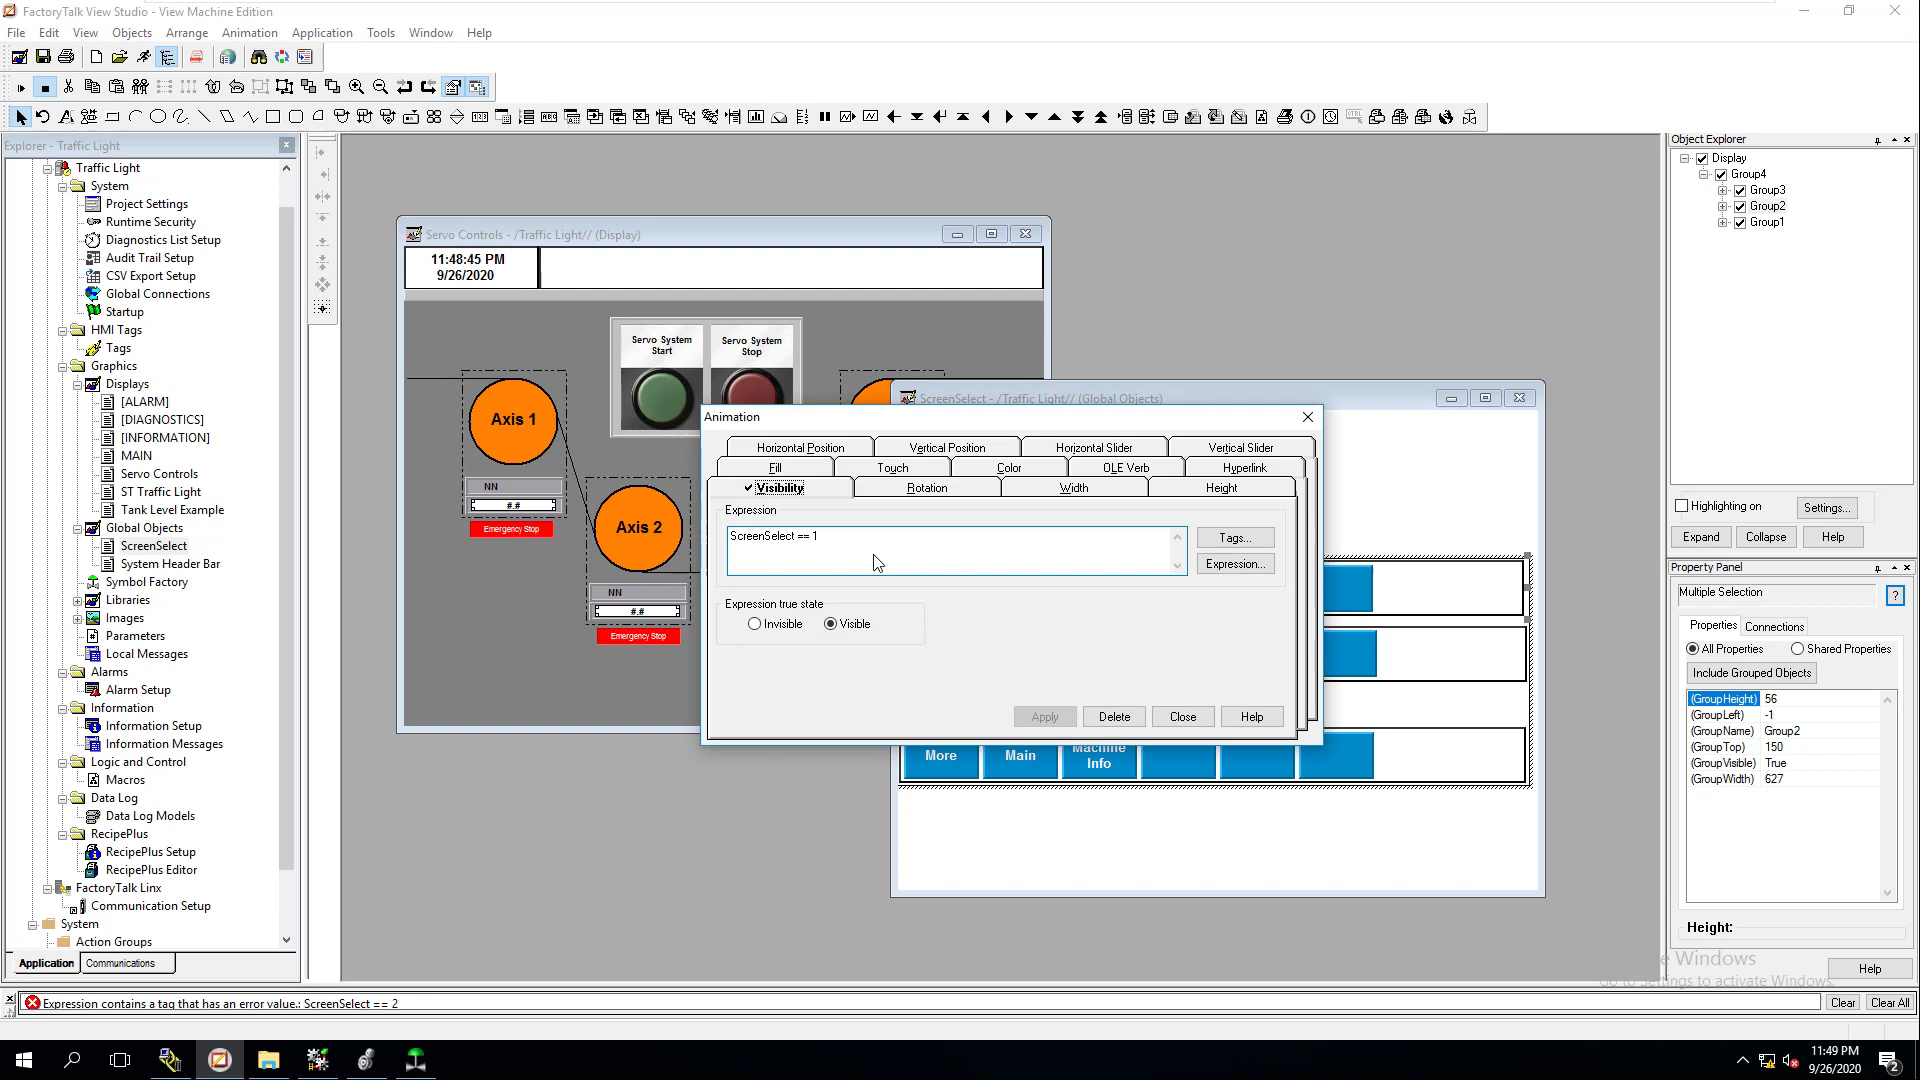 FactoryTalk View Studio - View Machine Edition
File Edit View Objects Arrange Animation Application Tools Window Help
Explorer - Traffic Light
Traffic Light
System
Project Settings
Runtime Security
Diagnostics List Setup
Audit Trail Setup
CSV Export Setup
Global Connections
Startup
HMI Tags
Tags
Graphics
Displays
[ALARM]
[DIAGNOSTICS]
[INFORMATION]
MAIN
Servo Controls
ST Traffic Light
Tank Level Example
Global Objects
ScreenSelect
System Header Bar
Symbol Factory
Libraries
Images
Parameters
Local Messages
Alarms
Alarm Setup
Information
Information Setup
Information Messages
Logic and Control
Macros
Data Log
Data Log Models
RecipePlus
RecipePlus Setup
RecipePlus Editor
FactoryTalk Linx
Communication Setup
System
Action Groups
Application Communications
Servo Controls - /Traffic Light// (Display)
11:48:45 PM
9/26/2020
Servo System
Start
Servo System
Stop
Axis 1
NN
#.#
Emergency Stop
Axis 2
NN
#.#
Emergency Stop
ScreenSelect - /Traffic Light// (Global Objects)
More
Main
Machine
Info
Animation
Horizontal Position Vertical Position Horizontal Slider Vertical Slider
Fill Touch Color OLE Verb Hyperlink
Visibility Rotation Width Height
Expression
ScreenSelect == 1
Tags...
Expression...
Expression true state
Invisible Visible
Apply Delete Close Help
Object Explorer
Display
Group4
Group3
Group2
Group1
Highlighting on Settings...
Expand Collapse Help
Property Panel
Multiple Selection
?
Properties Connections
All Properties Shared Properties
Include Grouped Objects
(GroupHeight) 56
(GroupLeft) -1
(GroupName) Group2
(GroupTop) 150
(GroupVisible) True
(GroupWidth) 627
Height:
Windows
Go to Settings to activate Windows.
Help
Expression contains a tag that has an error value.: ScreenSelect == 2
Clear Clear All
11:49 PM
9/26/2020
2